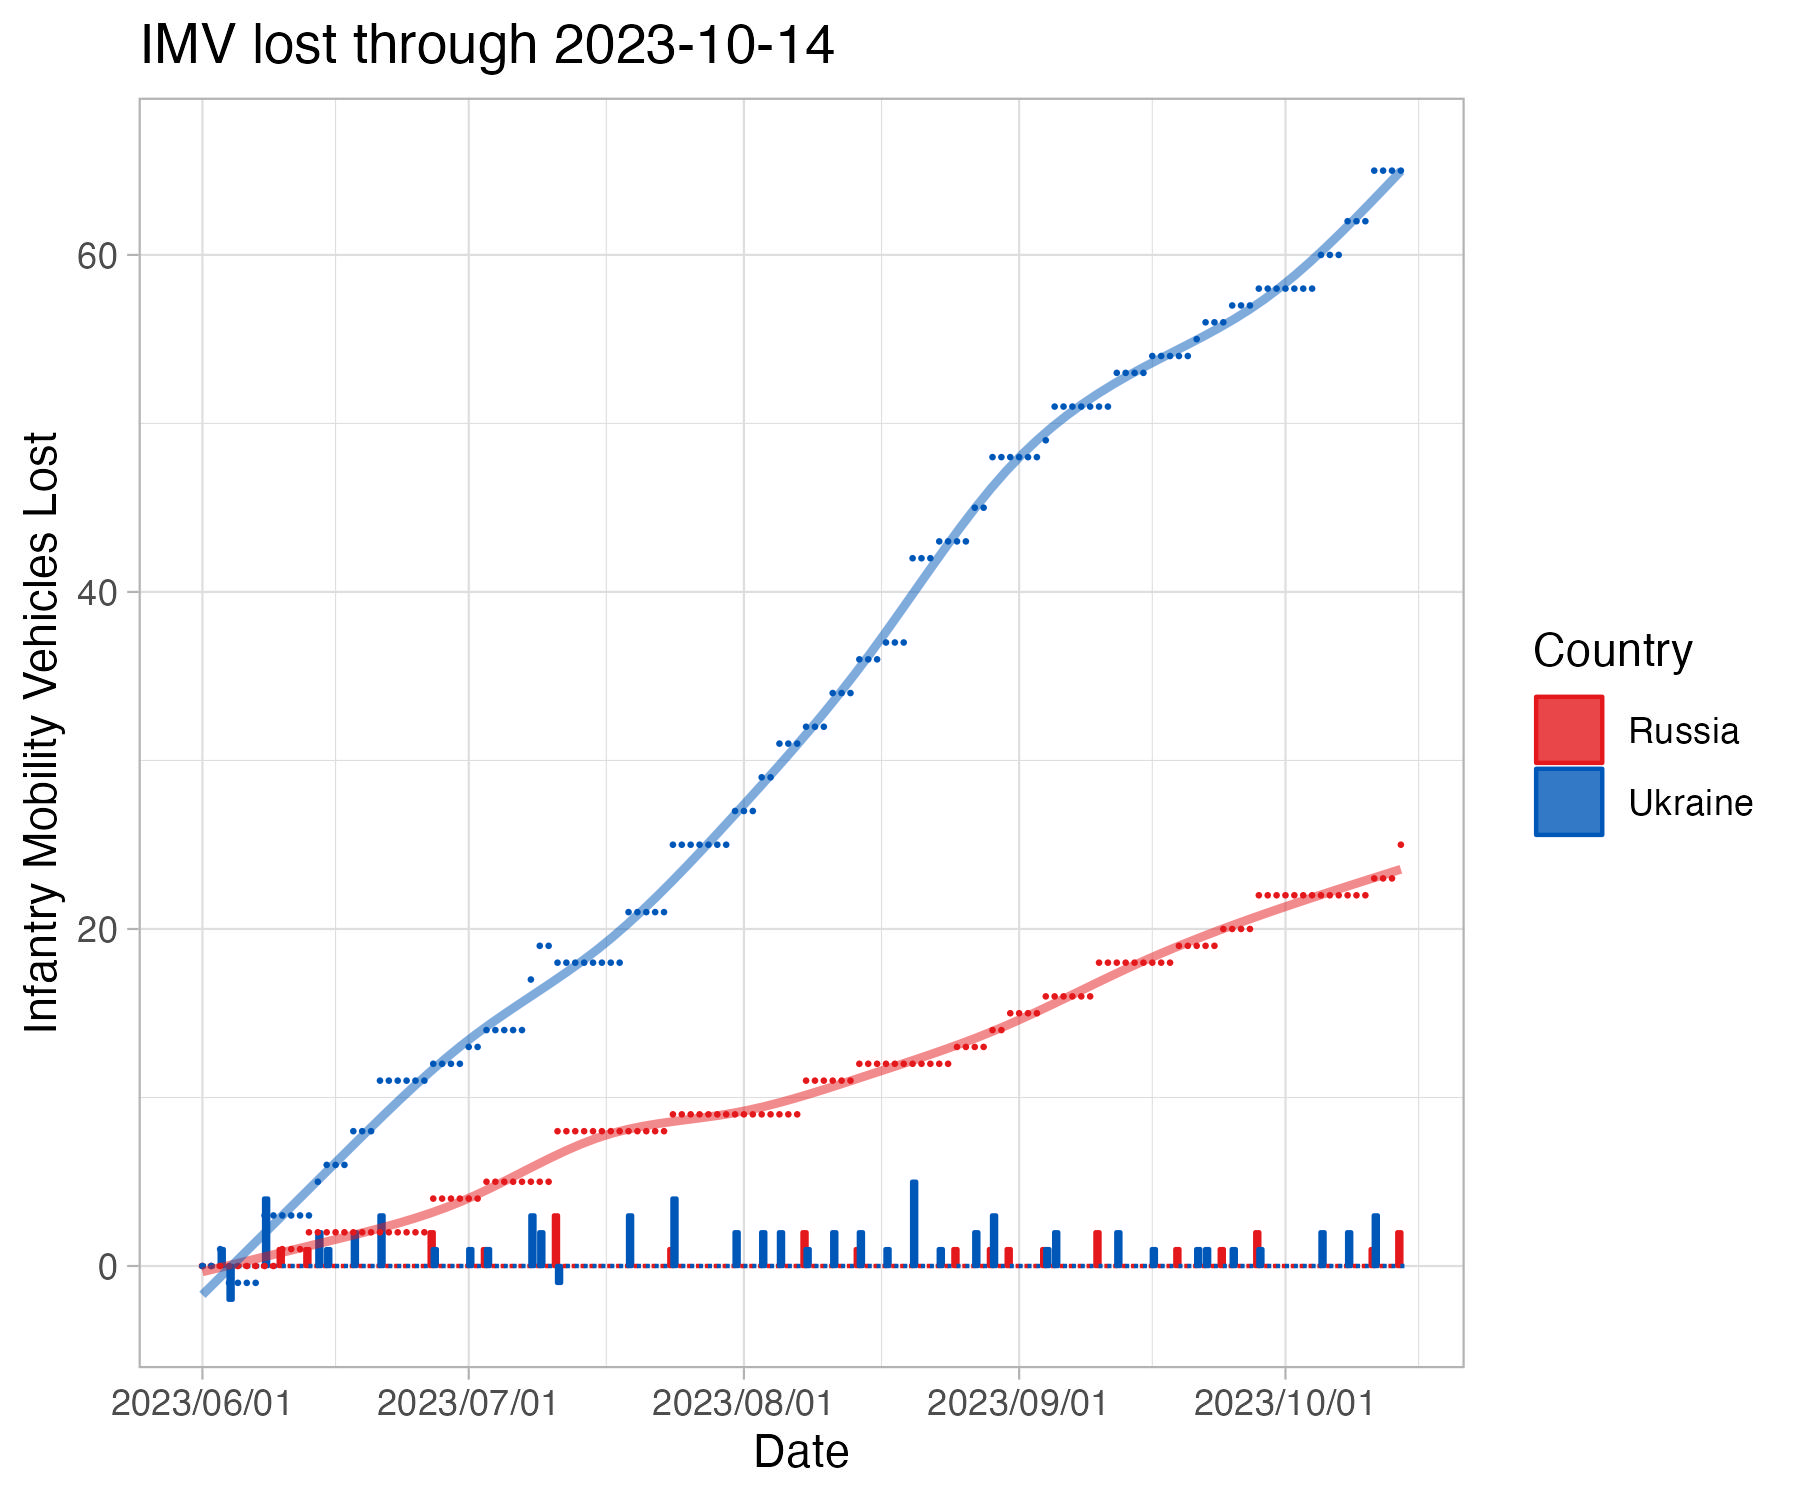 IMV lost through 2023-10-14
Infantry Mobility Vehicles Lost
60
40
20
0
2023/06/01
2023/07/01
2023/08/01
2023/09/01
2023/10/01
Date
Country
Russia
Ukraine